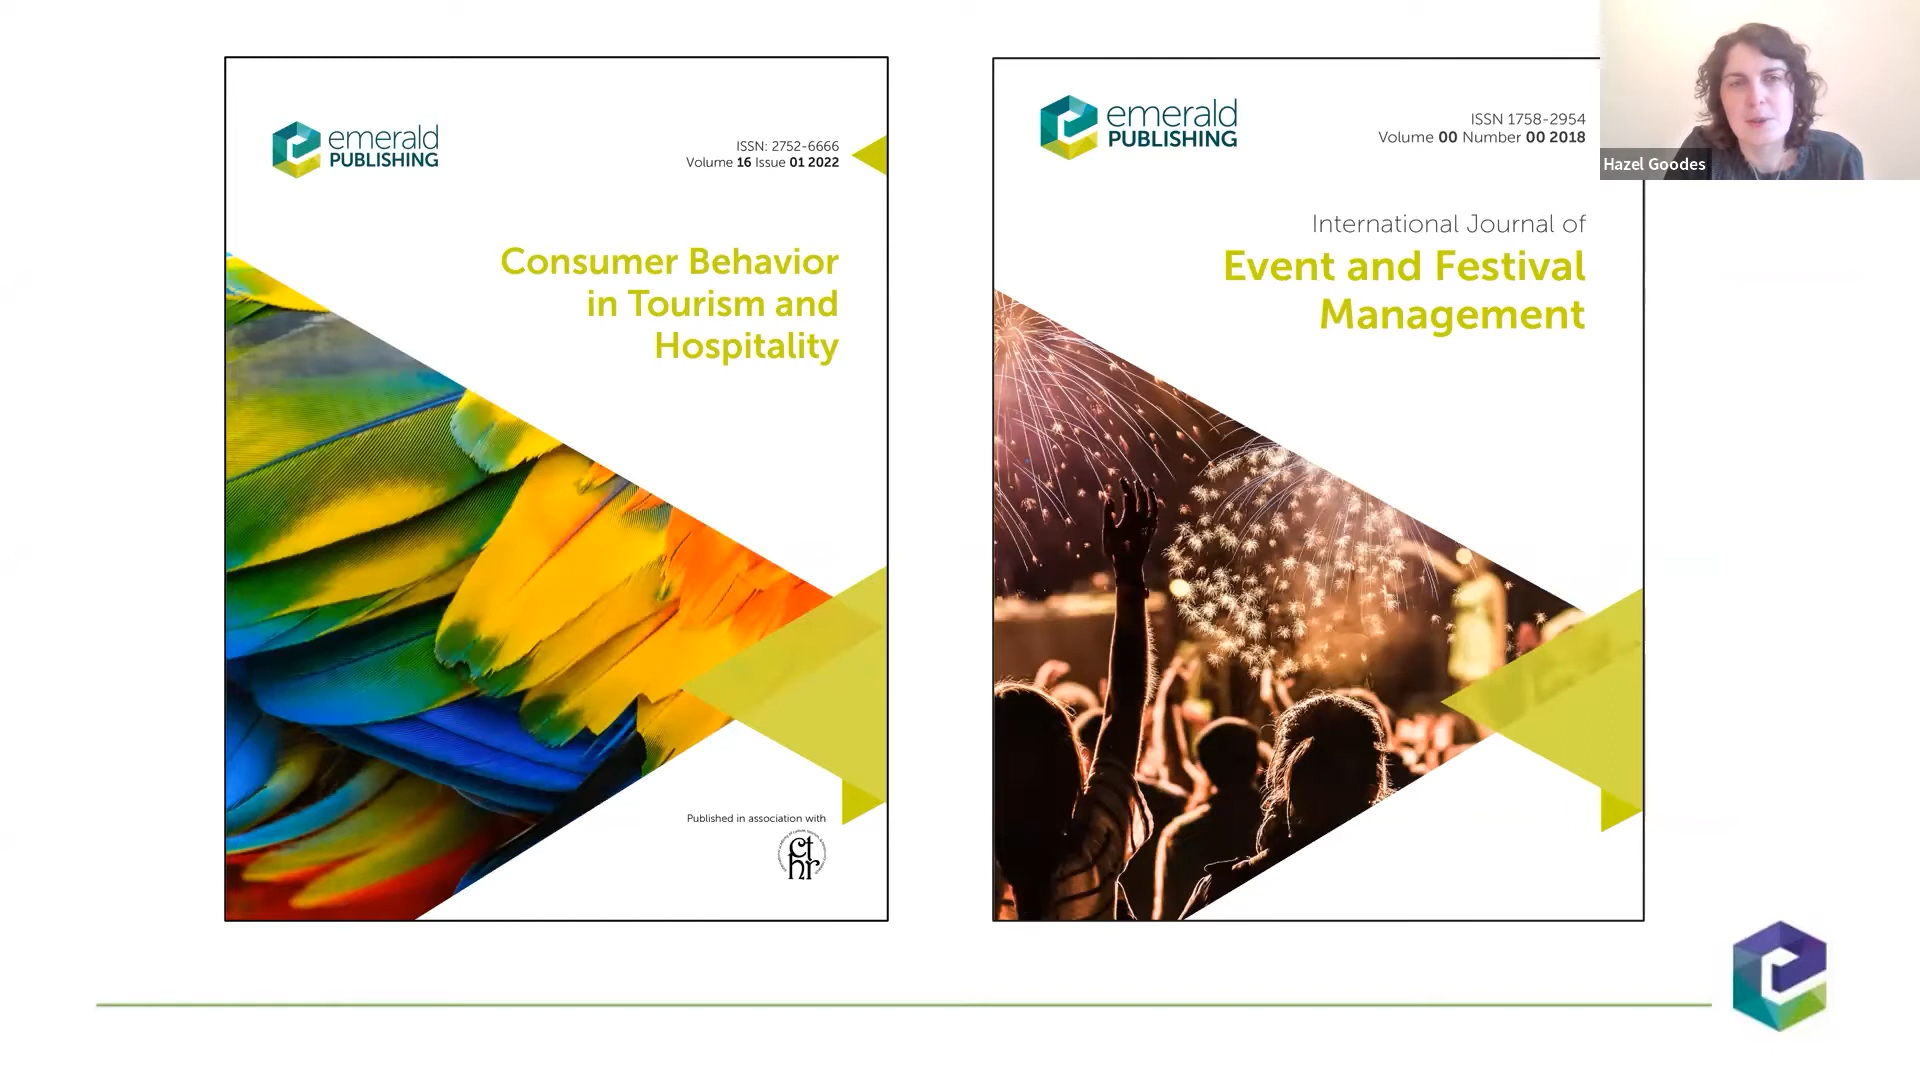 emerald
PUBLISHING
ISSN: 2752-6666
Volume 16 Issue 01 2022
Consumer Behavior
in Tourism and
Hospitality
Published in association with
ct
hr
emerald
PUBLISHING
ISSN 1758-2954
Volume 00 Number 00 2018
International Journal of
Event and Festival
Management
Hazel Goodes